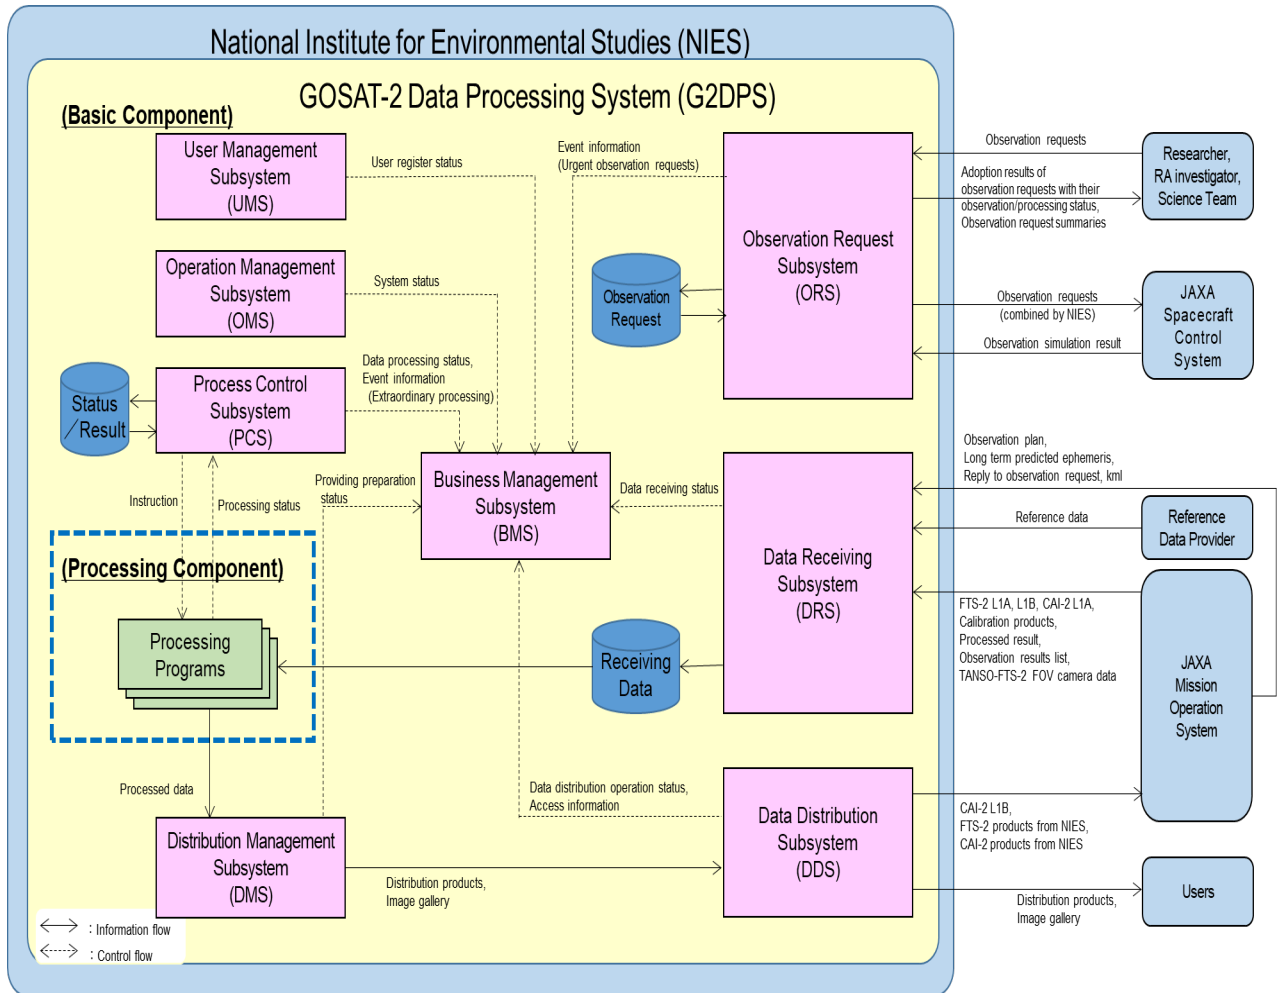 National Institute for Environmental Studies (NIES)
GOSAT-2 Data Processing System (G2DPS)
(Basic Component)
User Management
Subsystem
(UMS)
User register status
Event information
(Urgent observation requests)
Observation Request
Subsystem
(ORS)
Observation requests
Adoption results of
observation requests with their
observation/processing status,
Observation request summaries
Researcher,
RA investigator,
Science Team
Operation Management
Subsystem
(OMS)
System status
Observation
Request
Observation requests
(combined by NIES)
Observation simulation result
JAXA
Spacecraft
Control
System
Status
／Result
Process Control
Subsystem
(PCS)
Data processing status,
Event information
(Extraordinary processing)
Instruction
Processing status
Providing preparation
status
Business Management
Subsystem
(BMS)
Data receiving status
Data Receiving
Subsystem
(DRS)
Observation plan,
Long term predicted ephemeris,
Reply to observation request, kml
Reference data
Reference
Data Provider
(Processing Component)
Processing
Programs
Receiving
Data
FTS-2 L1A, L1B, CAI-2 L1A,
Calibration products,
Processed result,
Observation results list,
TANSO-FTS-2 FOV camera data
JAXA
Mission
Operation
System
Processed data
Data distribution operation status,
Access information
Distribution Management
Subsystem
(DMS)
Distribution products,
Image gallery
Data Distribution
Subsystem
(DDS)
CAI-2 L1B,
FTS-2 products from NIES,
CAI-2 products from NIES
Distribution products,
Image gallery
Users
: Information flow
: Control flow